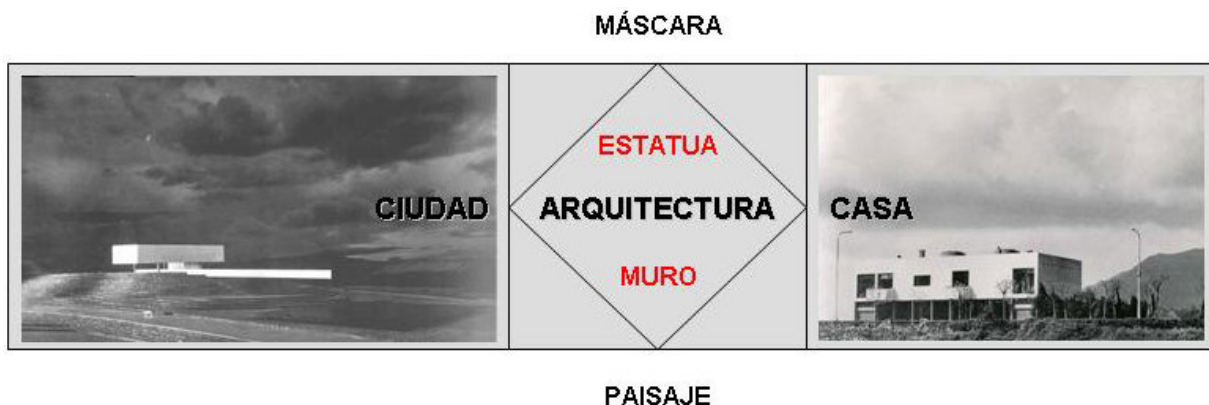 MÁSCARA
ESTATUA
CIUDAD ARQUITECTURA CASA
MURO
PAISAJE